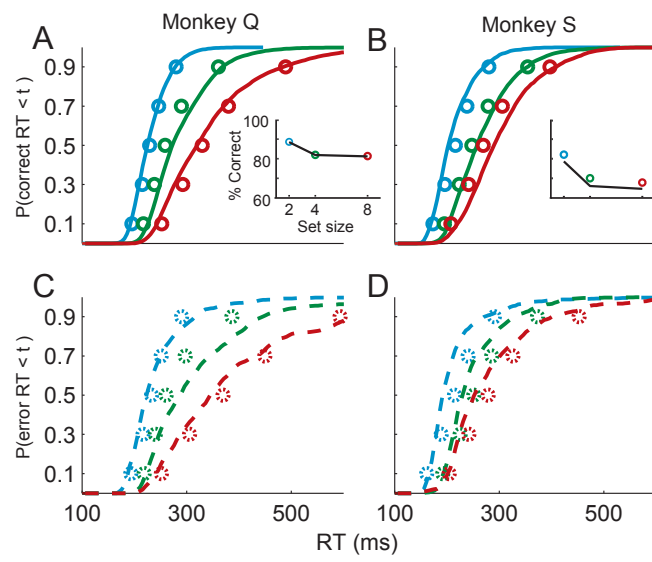 Monkey Q
Monkey S
A
B
P(correct RT < t)
0.9
0.7
0.5
0.3
0.1
% Correct
100
80
60
2 4 8
Set size
C
D
P(error RT < t)
0.9
0.7
0.5
0.3
0.1
100 300 500
100 300 500
RT (ms)